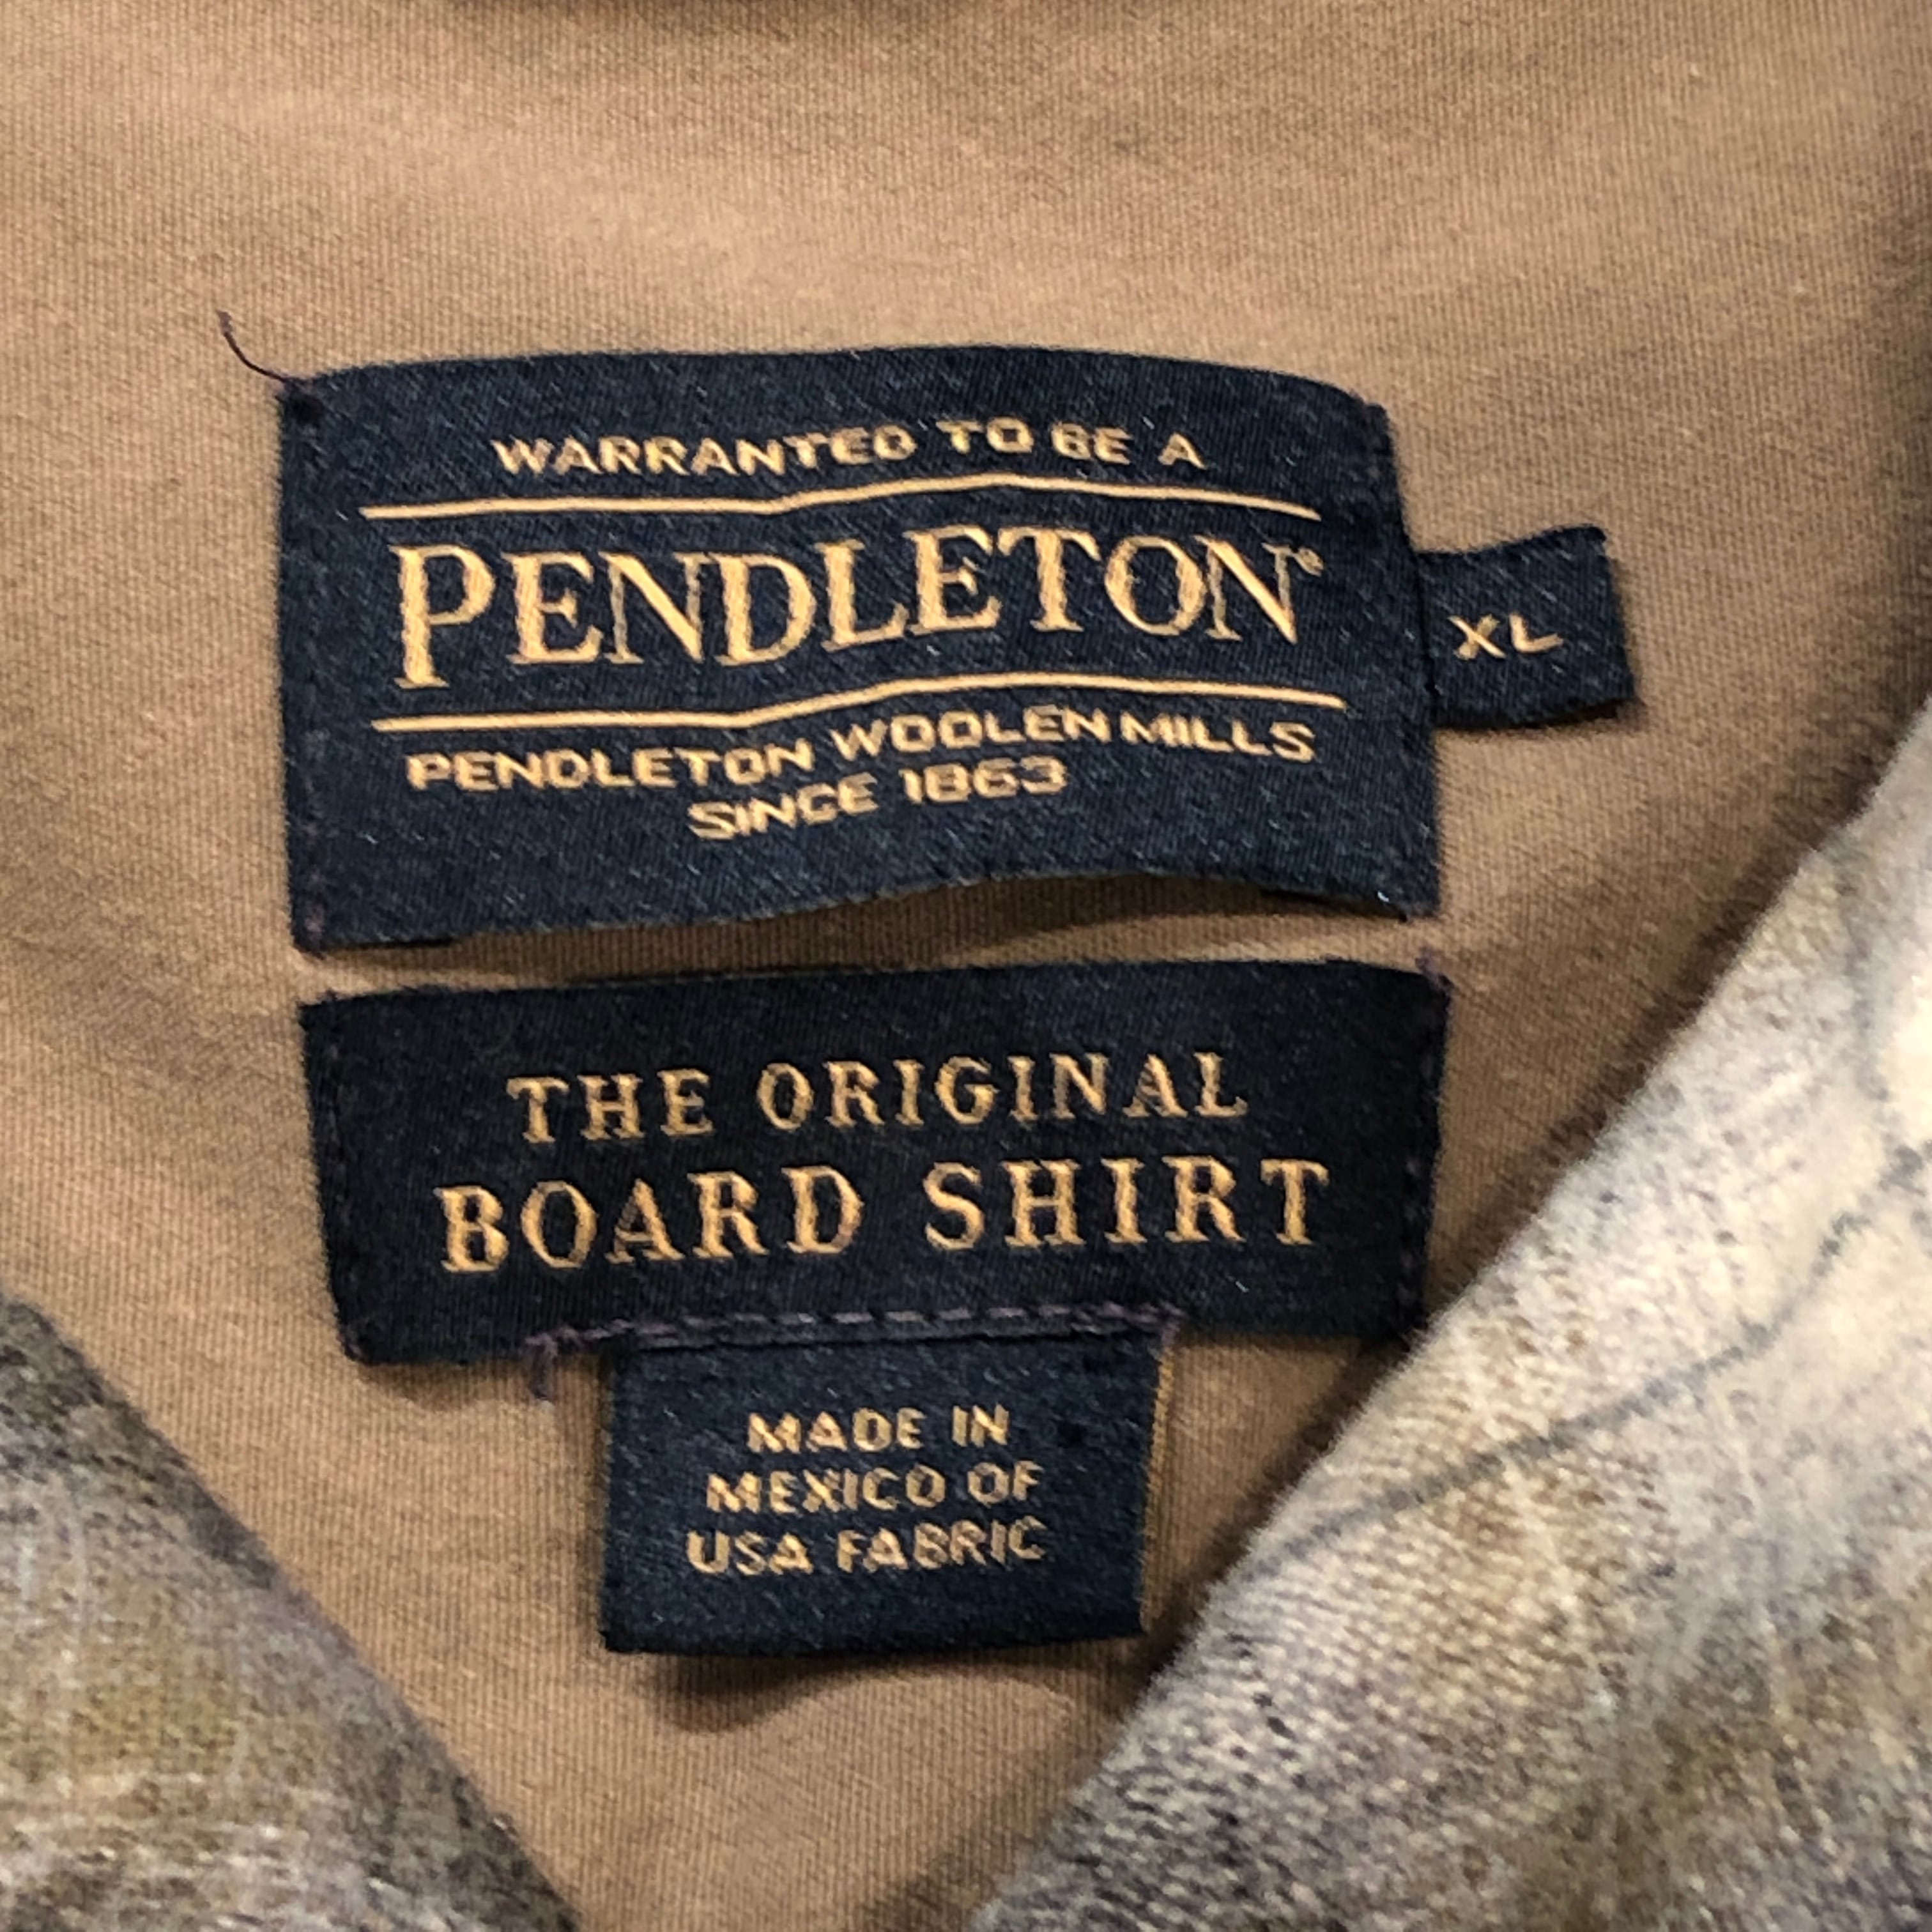 WARRANTED TO BE A
PENDLETON®
PENDLETON WOOLEN MILLS
SINCE 1863
XL
THE ORIGINAL
BOARD SHIRT
MADE IN
MEXICO OF
USA FABRIC